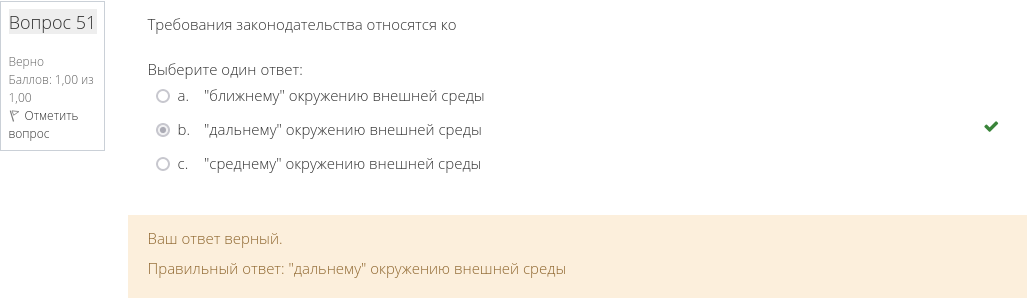 Вопрос 51
Верно
Баллов: 1,00 из
1,00
Отметить
вопрос
Требования законодательства относятся ко
Выберите один ответ:
a. "ближнему" окружению внешней среды
b. "дальнему" окружению внешней среды
c. "среднему" окружению внешней среды
Ваш ответ верный.
Правильный ответ: "дальнему" окружению внешней среды